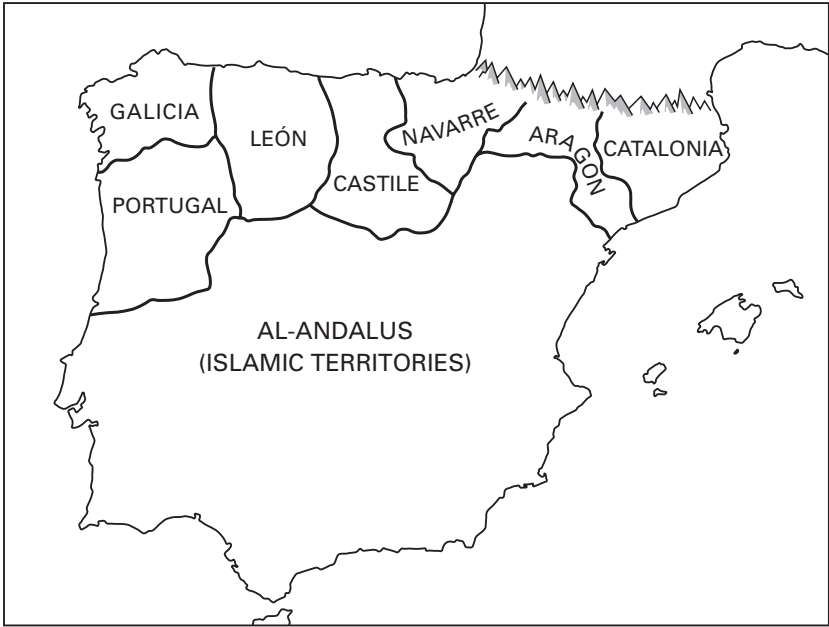 GALICIA
LEÓN
NAVARRE
ARAGON
CATALONIA
CASTILE
PORTUGAL
AL-ANDALUS
(ISLAMIC TERRITORIES)